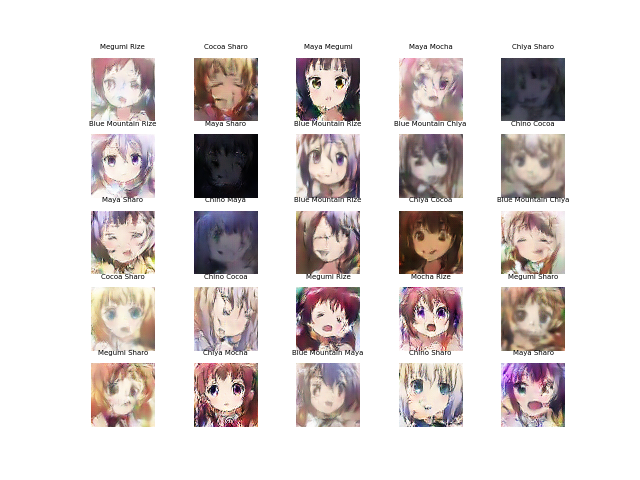 Megumi Rize
Cocoa Sharo
Maya Megumi
Maya Mocha
Chiya Sharo
Blue Mountain Rize
Maya Sharo
Blue Mountain Rize
Blue Mountain Chiya
Chino Cocoa
Maya Sharo
Chino Maya
Blue Mountain Rize
Chiya Cocoa
Blue Mountain Chiya
Cocoa Sharo
Chino Cocoa
Megumi Rize
Mocha Rize
Megumi Sharo
Megumi Sharo
Chiya Mocha
Blue Mountain Maya
Chino Sharo
Maya Sharo